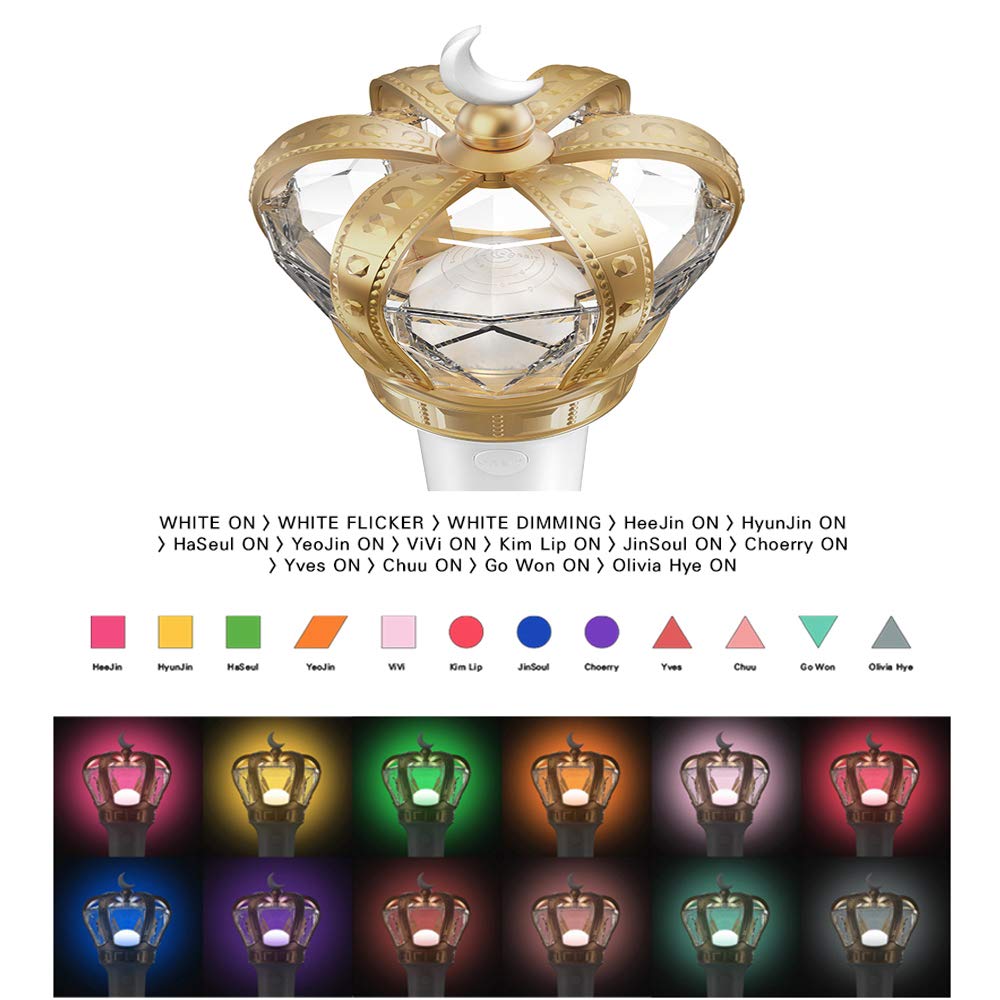 WHITE ON > WHITE FLICKER > WHITE DIMMING > HeeJin ON > HyunJin ON
> HaSeul ON > YeoJin ON > ViVi ON > Kim Lip ON > JinSoul ON > Choerry ON
> Yves ON > Chuu ON > Go Won ON > Olivia Hye ON
HeeJin HyunJin HaSeul YeoJin ViVi Kim Lip JinSoul Choerry Yves Chuu Go Won Olivia Hye